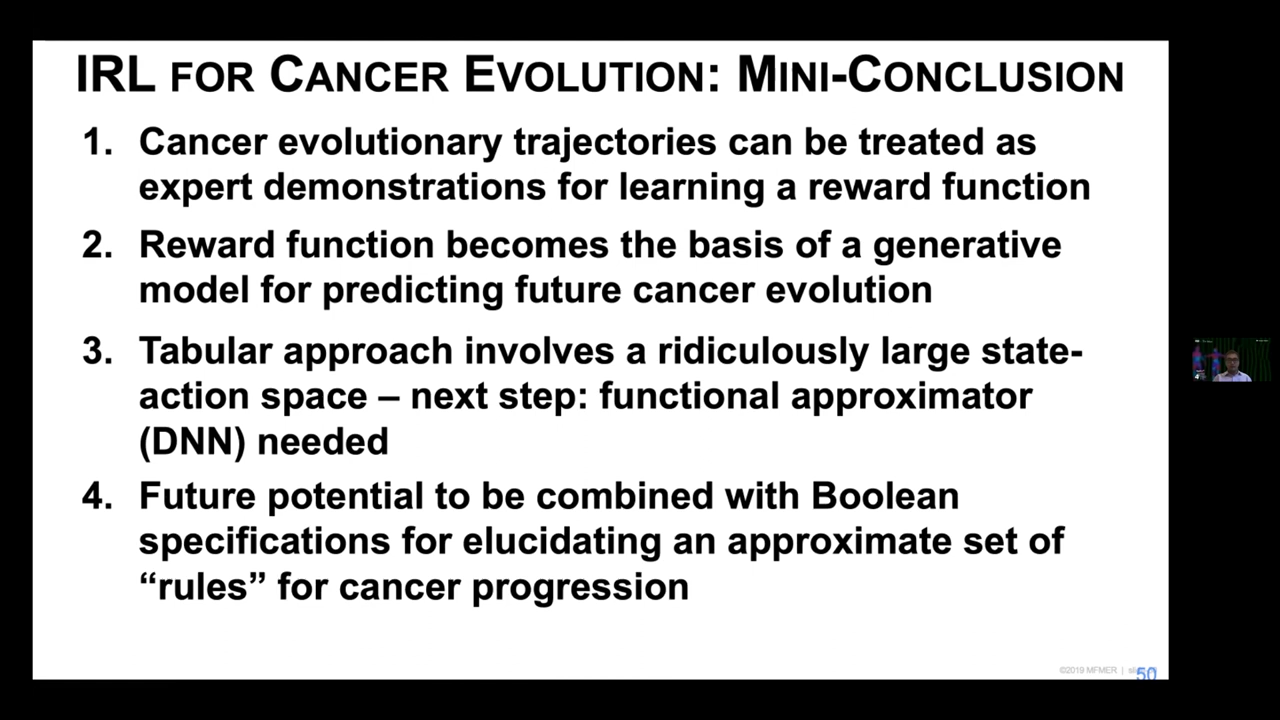 IRL FOR CANCER EVOLUTION: MINI-CONCLUSION
1. Cancer evolutionary trajectories can be treated as
expert demonstrations for learning a reward function
2. Reward function becomes the basis of a generative
model for predicting future cancer evolution
3. Tabular approach involves a ridiculously large state-
action space – next step: functional approximator
(DNN) needed
4. Future potential to be combined with Boolean
specifications for elucidating an approximate set of
“rules” for cancer progression
©2019 MFMER |
50